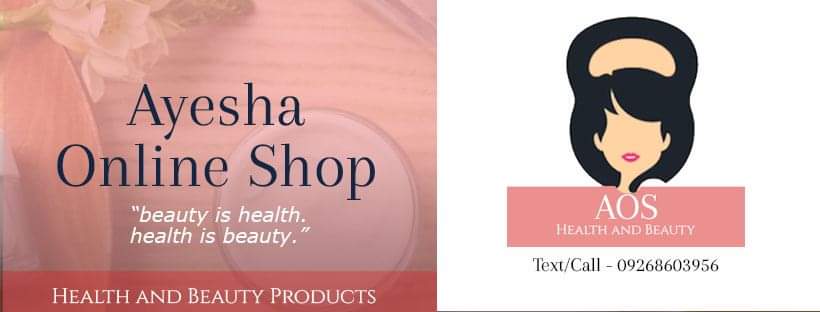 Ayesha
Online Shop
“beauty is health.
health is beauty.”
Health and Beauty Products
AOS
Health and Beauty
Text/Call - 09268603956